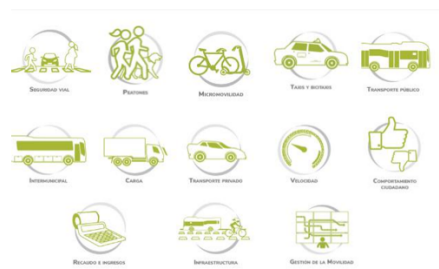 SEGURIDAD VIAL
PEATONES
MICROMOVILIDAD
TAXIS Y BICITAXIS
TRANSPORTE PÚBLICO
INTERMUNICIPAL
CARGA
TRANSPORTE PRIVADO
VELOCIDAD
COMPORTAMIENTO
CIUDADANO
RECAUDO E INGRESOS
INFRAESTRUCTURA
GESTIÓN DE LA MOVILIDAD